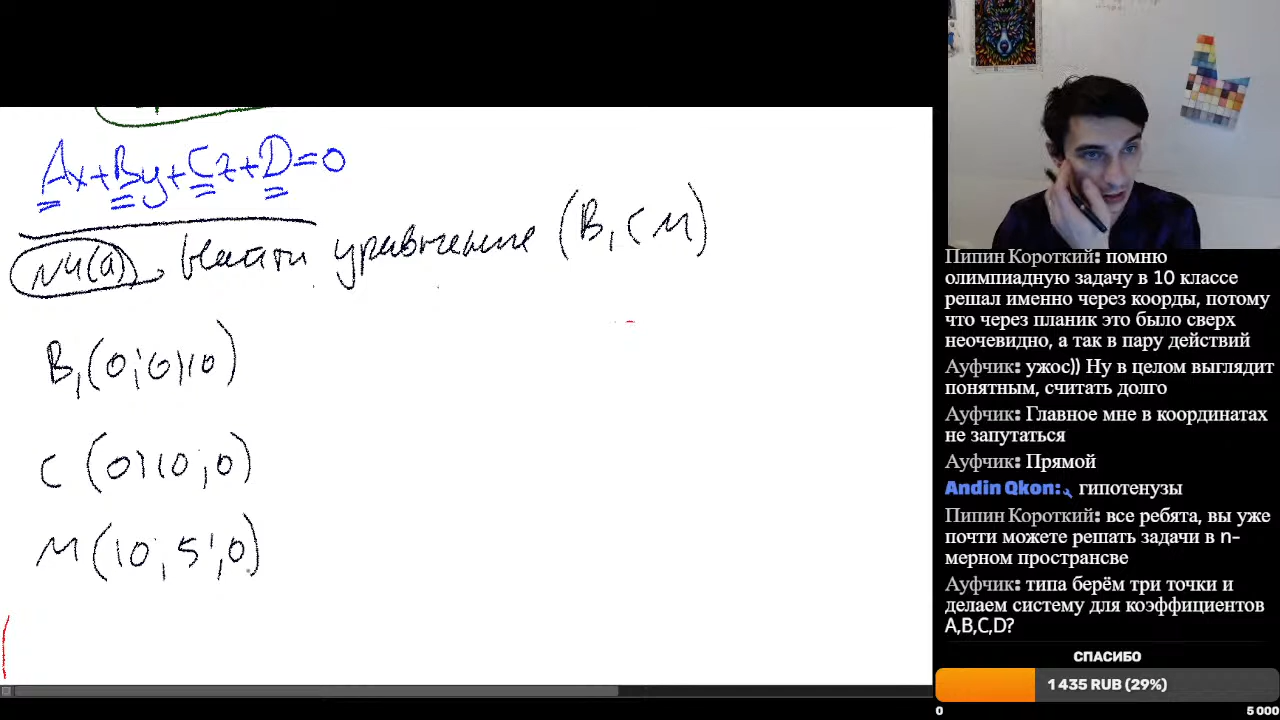 Ax+By+Cz+D=0
№4(а). Найти уравнение (B₁CM)
B₁(0;0;10)
C (0;10;0)
M(10;5;0)
Пипин Короткий: помню
олимпиадную задачу в 10 классе
решал именно через коорды, потому
что через планик это было сверх
неочевидно, а так в пару действий
Ауфчик: ужос)) Ну в целом выглядит
понятным, считать долго
Ауфчик: Главное мне в координатах
не запутаться
Ауфчик: Прямой
Andin Qkon: гипотенузы
Пипин Короткий: все ребята, вы уже
почти можете решать задачи в n-
мерном пространсве
Ауфчик: типа берём три точки и
делаем систему для коэффициентов
A,B,C,D?
СПАСИБО
1 435 RUB (29%)
0 5 000